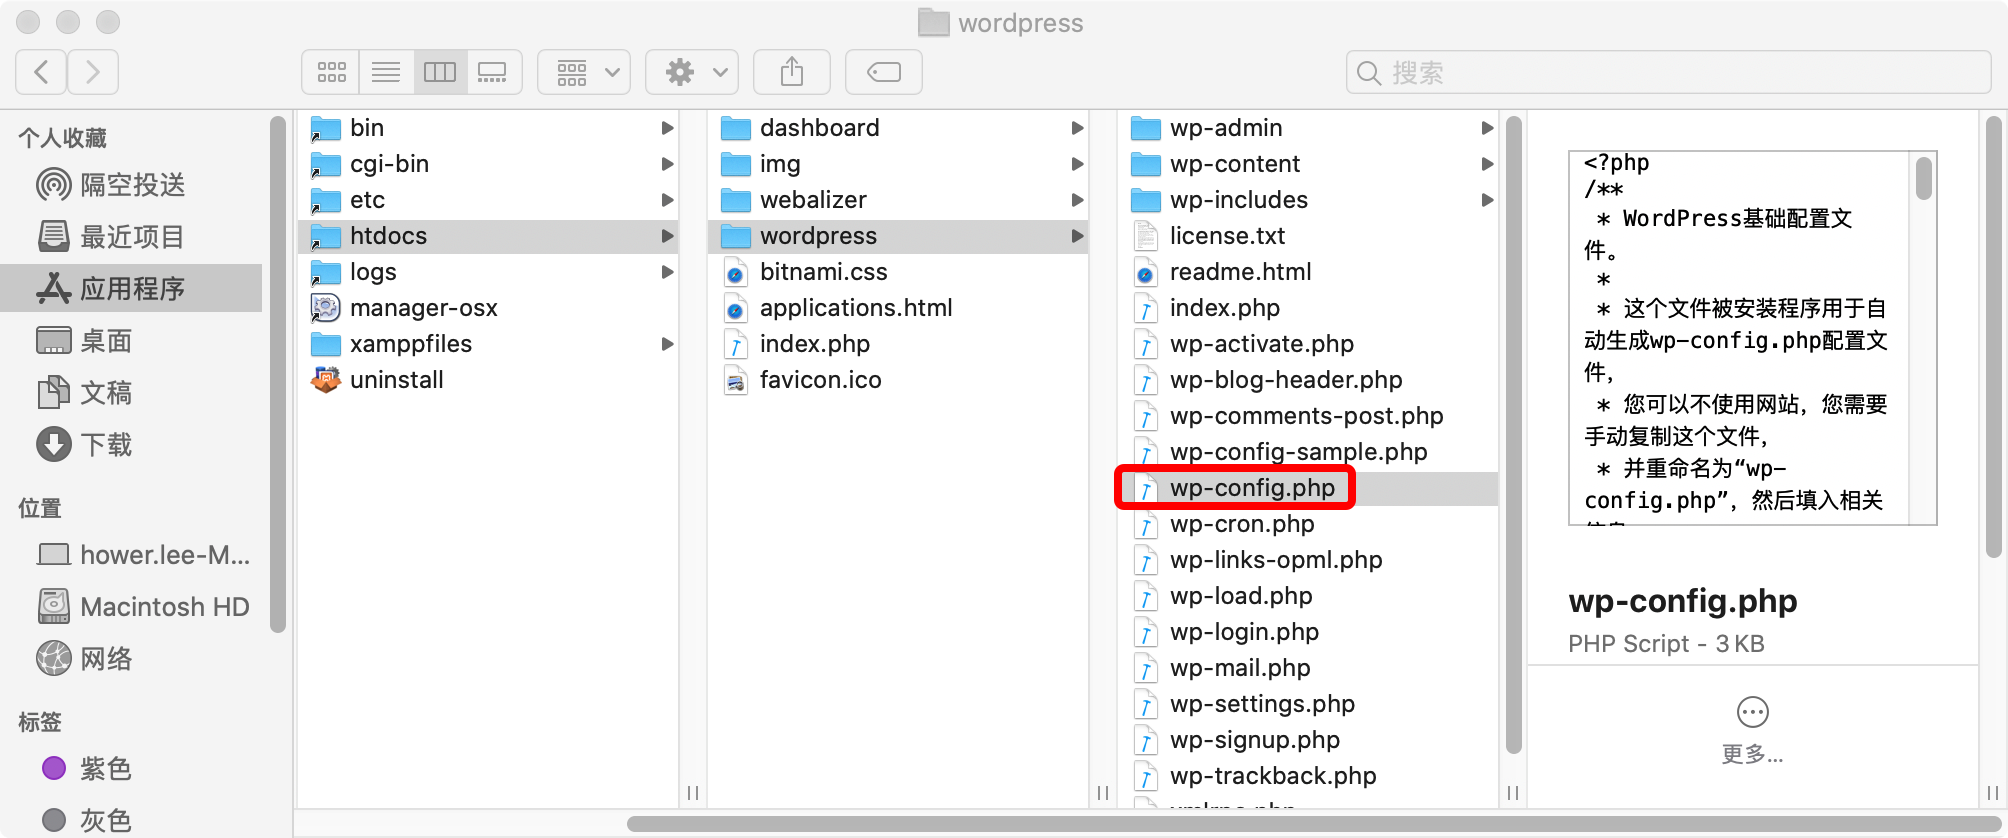 wordpress
搜索
个人收藏
隔空投送
最近项目
应用程序
桌面
文稿
下载
位置
hower.lee-M...
Macintosh HD
网络
标签
紫色
灰色
bin
cgi-bin
etc
htdocs
logs
manager-osx
xamppfiles
uninstall
dashboard
img
webalizer
wordpress
bitnami.css
applications.html
index.php
favicon.ico
wp-admin
wp-content
wp-includes
license.txt
readme.html
index.php
wp-activate.php
wp-blog-header.php
wp-comments-post.php
wp-config-sample.php
wp-config.php
wp-cron.php
wp-links-opml.php
wp-load.php
wp-login.php
wp-mail.php
wp-settings.php
wp-signup.php
wp-trackback.php
<?php
/**
* WordPress基础配置文
件。
*
* 这个文件被安装程序用于自
动生成wp-config.php配置文
件，
* 您可以不使用网站，您需要
手动复制这个文件，
* 并重命名为“wp-
config.php”，然后填入相关
wp-config.php
PHP Script - 3 KB
更多...